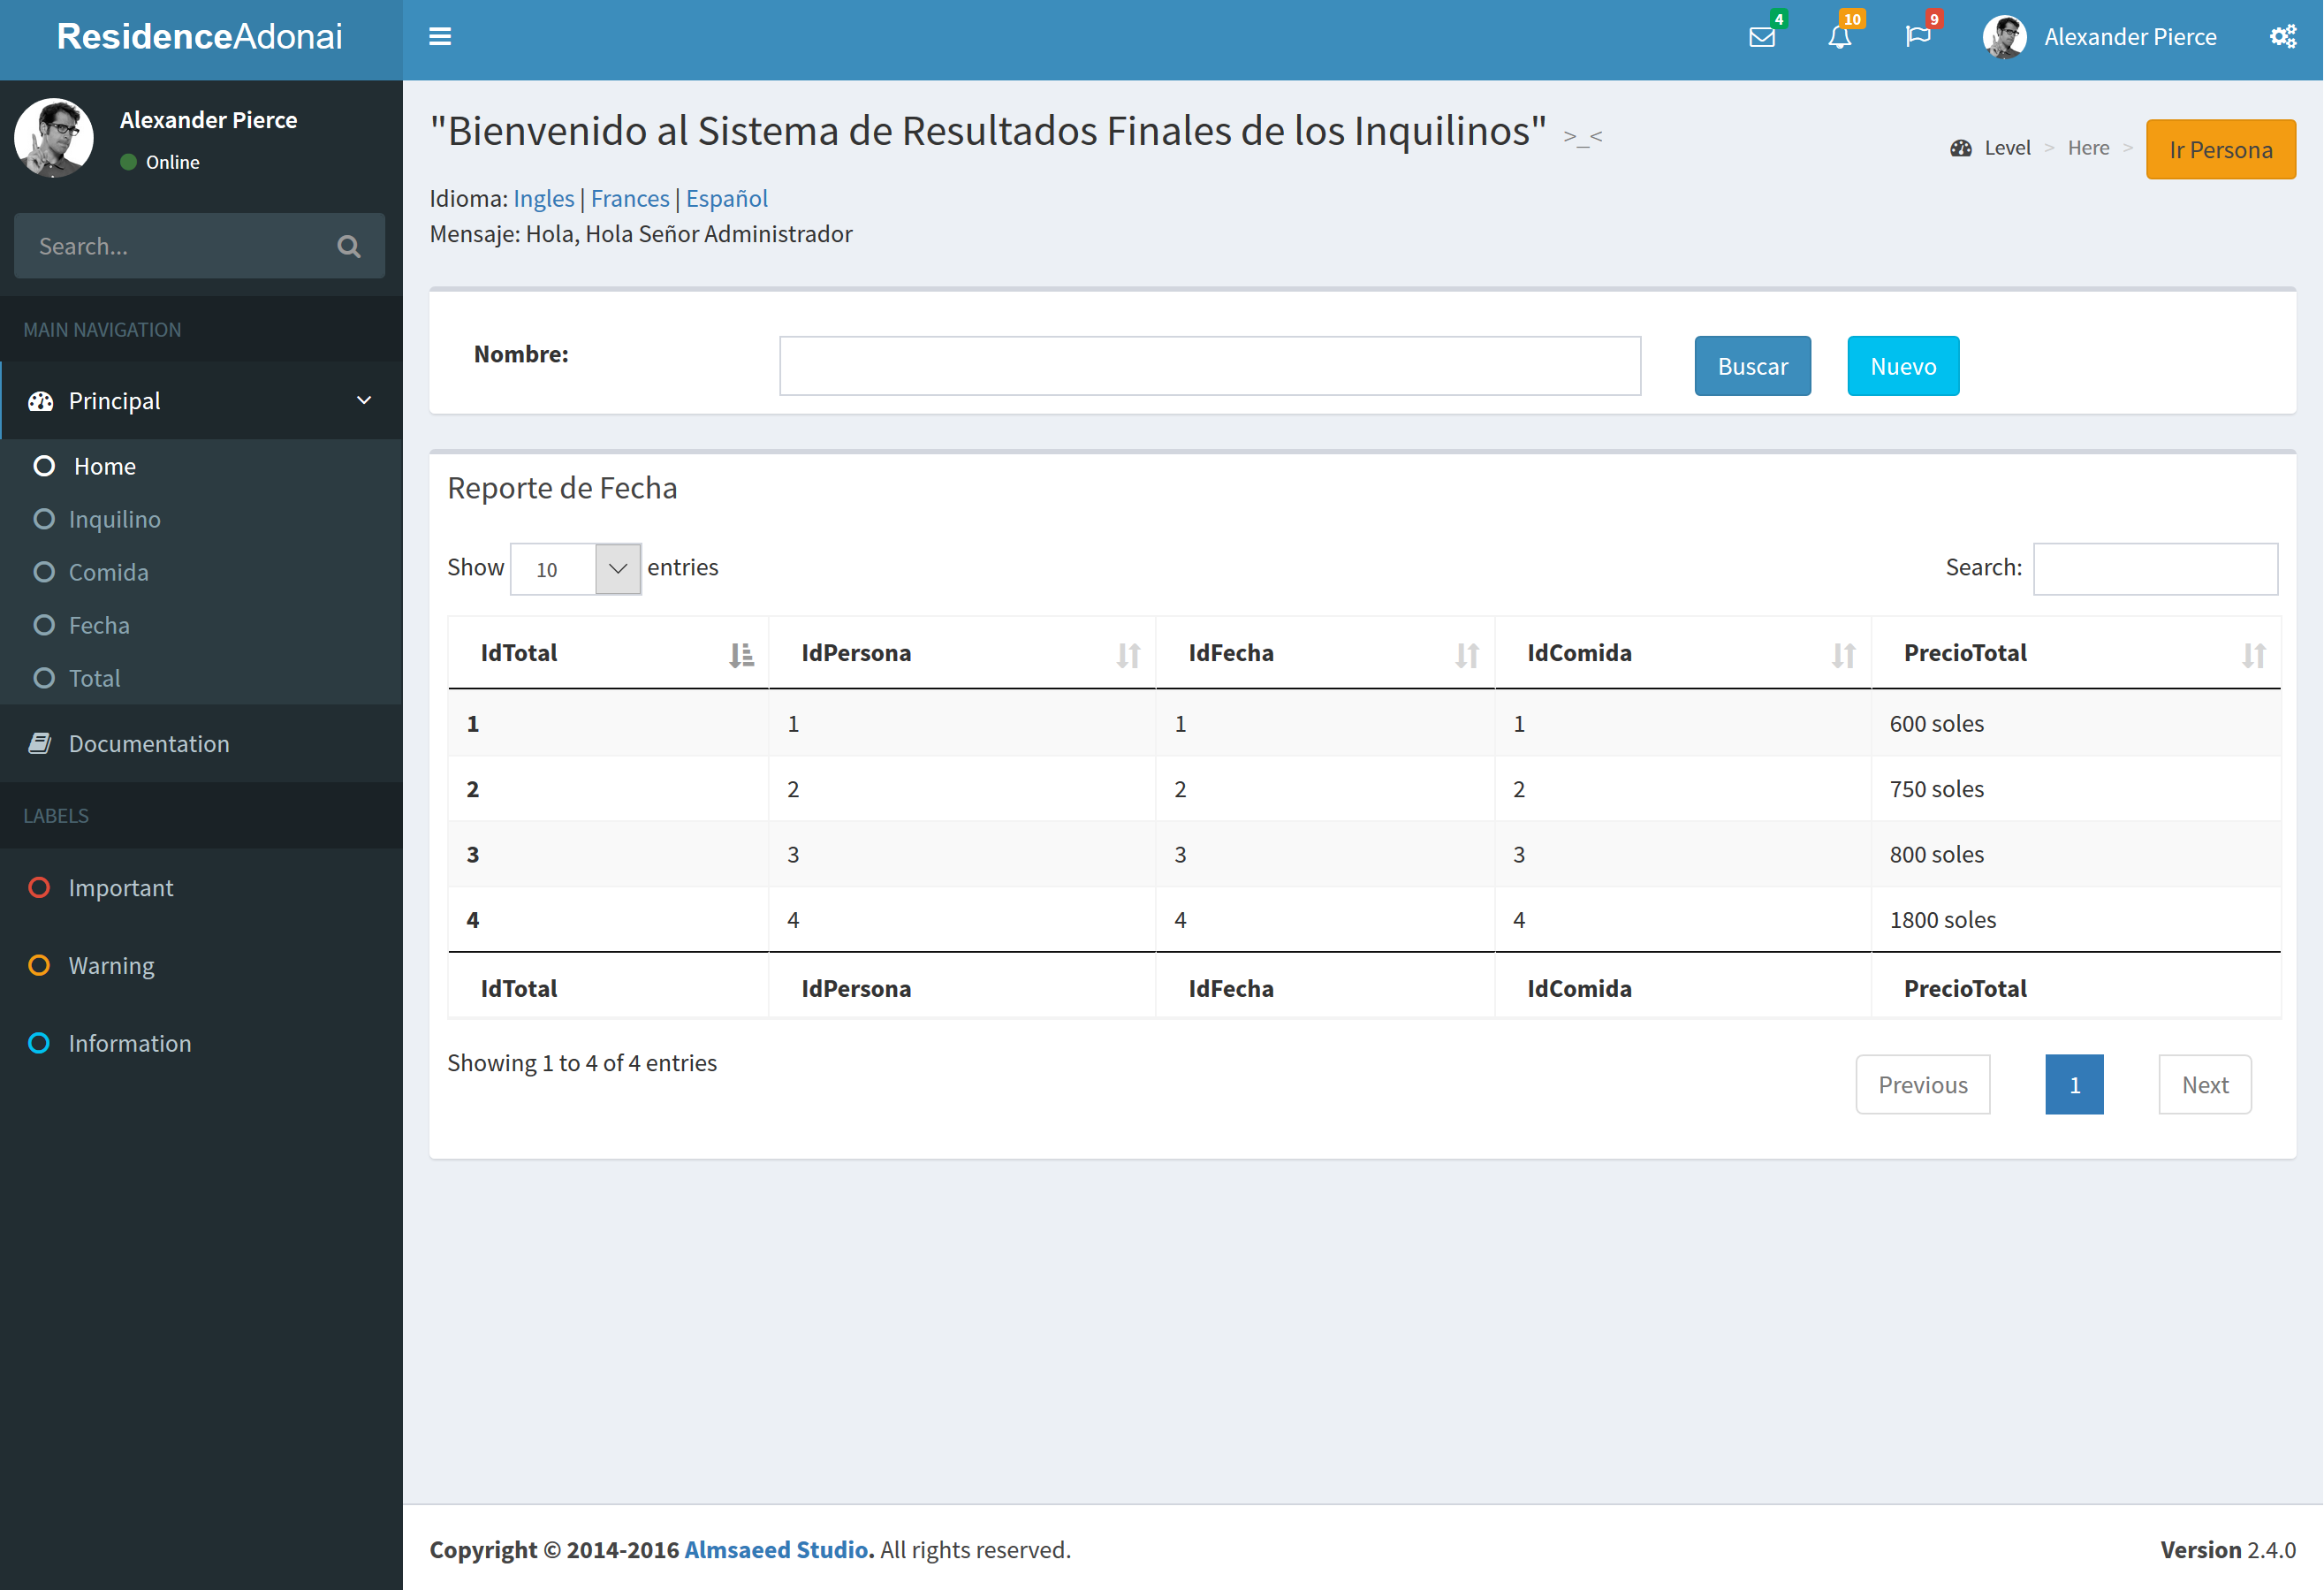 ResidenceAdonai
4 10 9 Alexander Pierce
Alexander Pierce
Online
Search...
MAIN NAVIGATION
Principal
Home
Inquilino
Comida
Fecha
Total
Documentation
LABELS
Important
Warning
Information
"Bienvenido al Sistema de Resultados Finales de los Inquilinos" >_<
Level > Here > Ir Persona
Idioma: Ingles | Frances | Español
Mensaje: Hola, Hola Señor Administrador
Nombre: Buscar Nuevo
Reporte de Fecha
Show 10 entries Search:
IdTotal IdPersona IdFecha IdComida PrecioTotal
1 1 1 1 600 soles
2 2 2 2 750 soles
3 3 3 3 800 soles
4 4 4 4 1800 soles
IdTotal IdPersona IdFecha IdComida PrecioTotal
Showing 1 to 4 of 4 entries Previous 1 Next
Copyright © 2014-2016 Almsaeed Studio. All rights reserved. Version 2.4.0